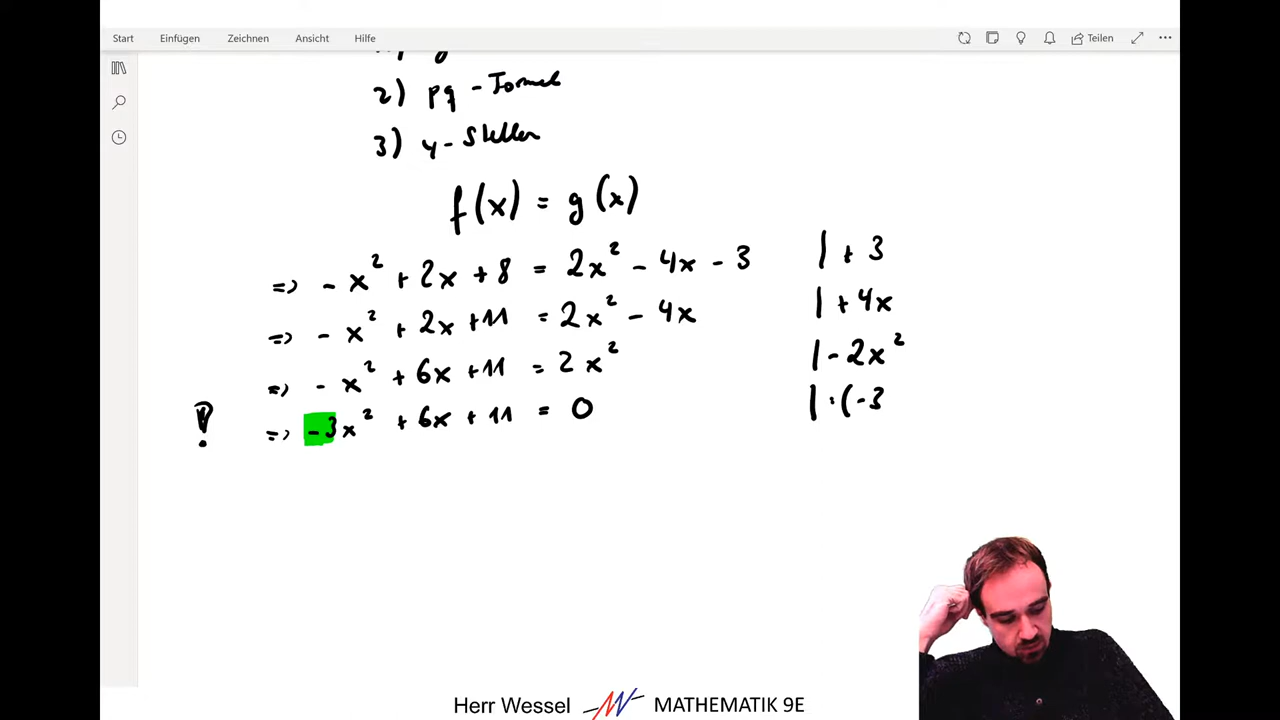 Start Einfügen Zeichnen Ansicht Hilfe Teilen
2) pq - Formel
3) y - Stellen
f(x) = g(x)
=> - x² + 2x + 8 = 2x² - 4x - 3 | + 3
=> - x² + 2x + 11 = 2x² - 4x | + 4x
=> - x² + 6x + 11 = 2x² | - 2x²
! => - 3x² + 6x + 11 = 0 | : (-3
Herr Wessel MATHEMATIK 9E